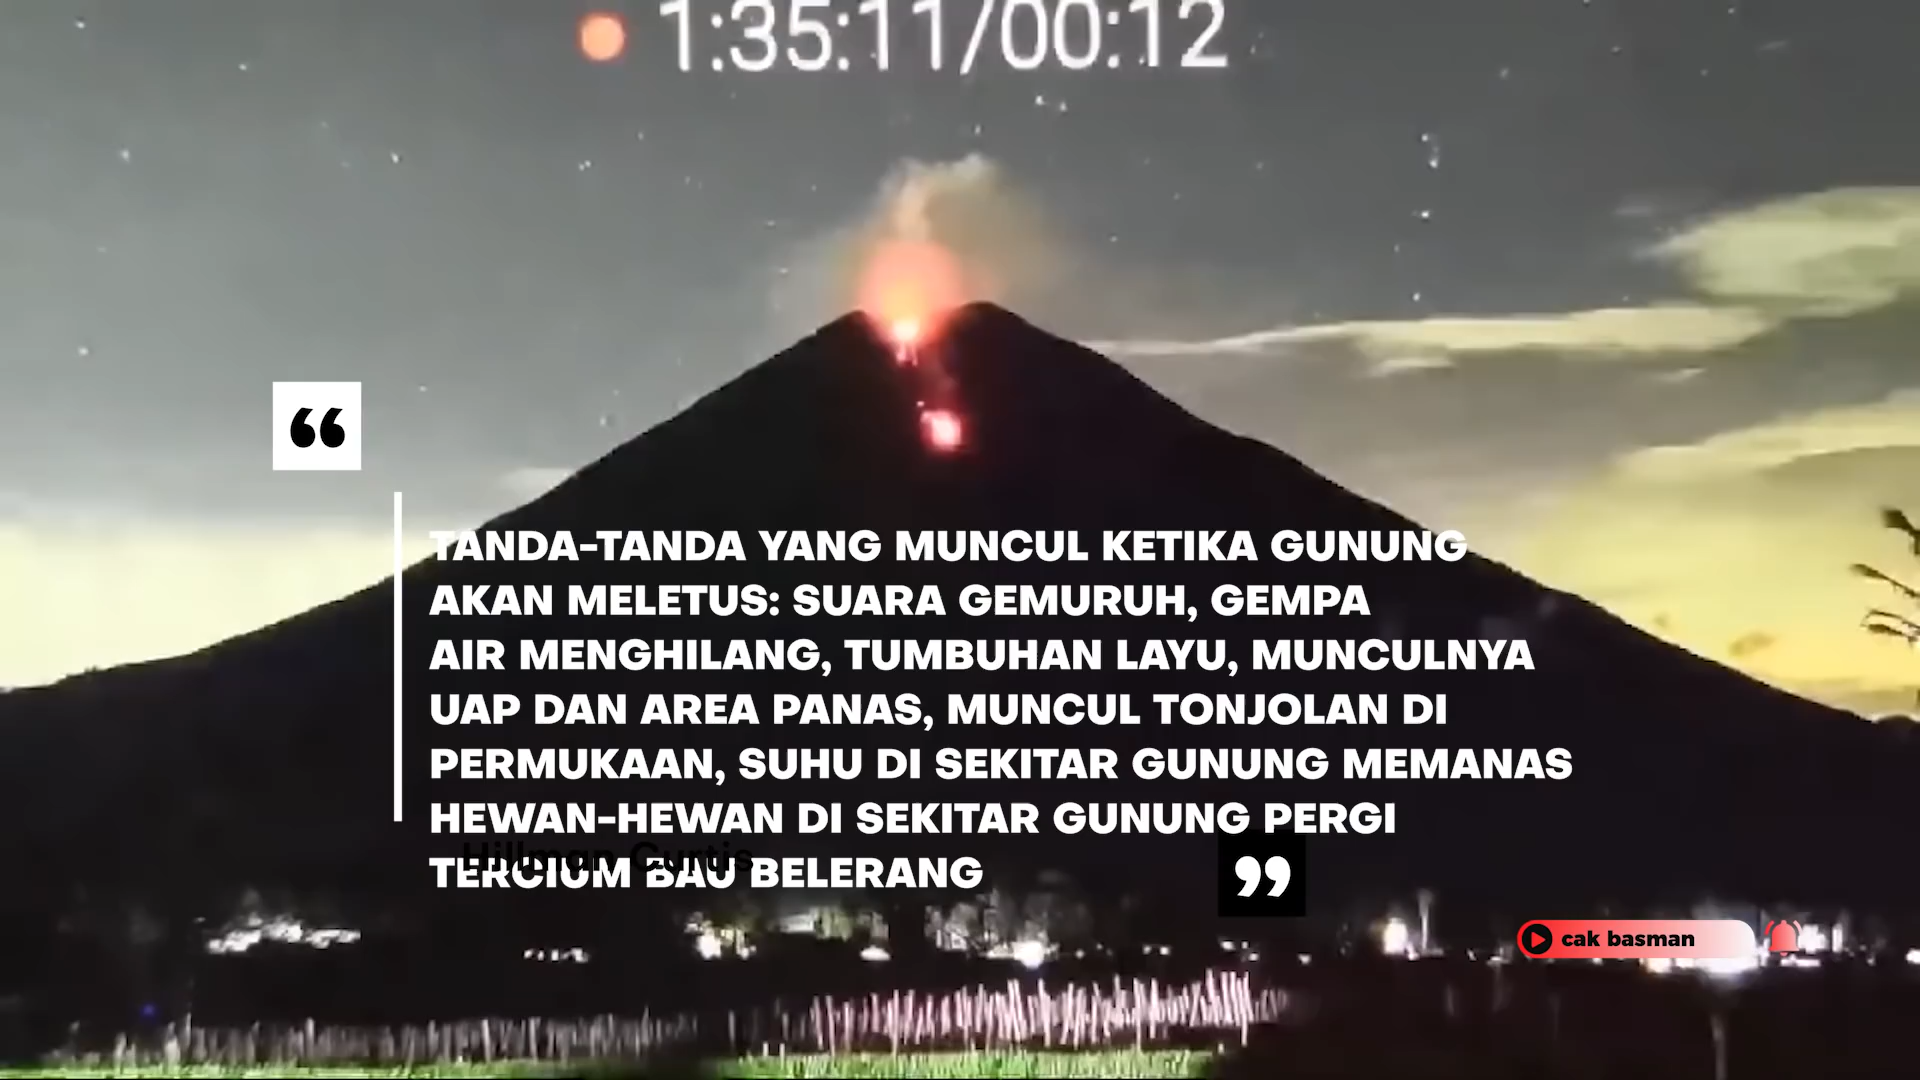 1:35:11/00:12
“
TANDA-TANDA YANG MUNCUL KETIKA GUNUNG
AKAN MELETUS: SUARA GEMURUH, GEMPA
AIR MENGHILANG, TUMBUHAN LAYU, MUNCULNYA
UAP DAN AREA PANAS, MUNCUL TONJOLAN DI
PERMUKAAN, SUHU DI SEKITAR GUNUNG MEMANAS
HEWAN-HEWAN DI SEKITAR GUNUNG PERGI
Hillman Curtis
TERCIUM BAU BELERANG
”
cak basman